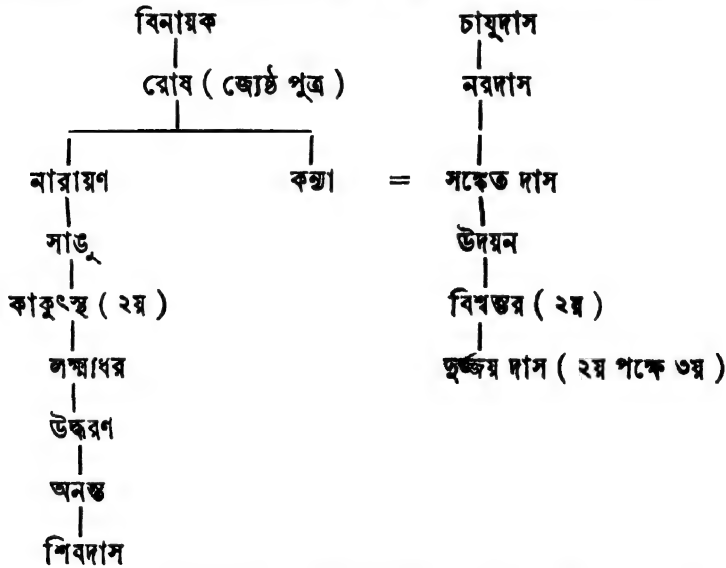 বিনায়ক চাযুদাস
রোষ ( জ্যেষ্ঠ পুত্র ) নরদাস
নারায়ণ কন্যা = সঙ্কেত দাস
সাঙু উদয়ন
কাকুৎস্থ ( ২য় ) বিশ্বম্ভর ( ২য় )
লক্ষ্মীধর দুর্জ্জয় দাস ( ২য় পক্ষে ৩য় )
উদ্ধরণ
অনন্ত
শিবদাস